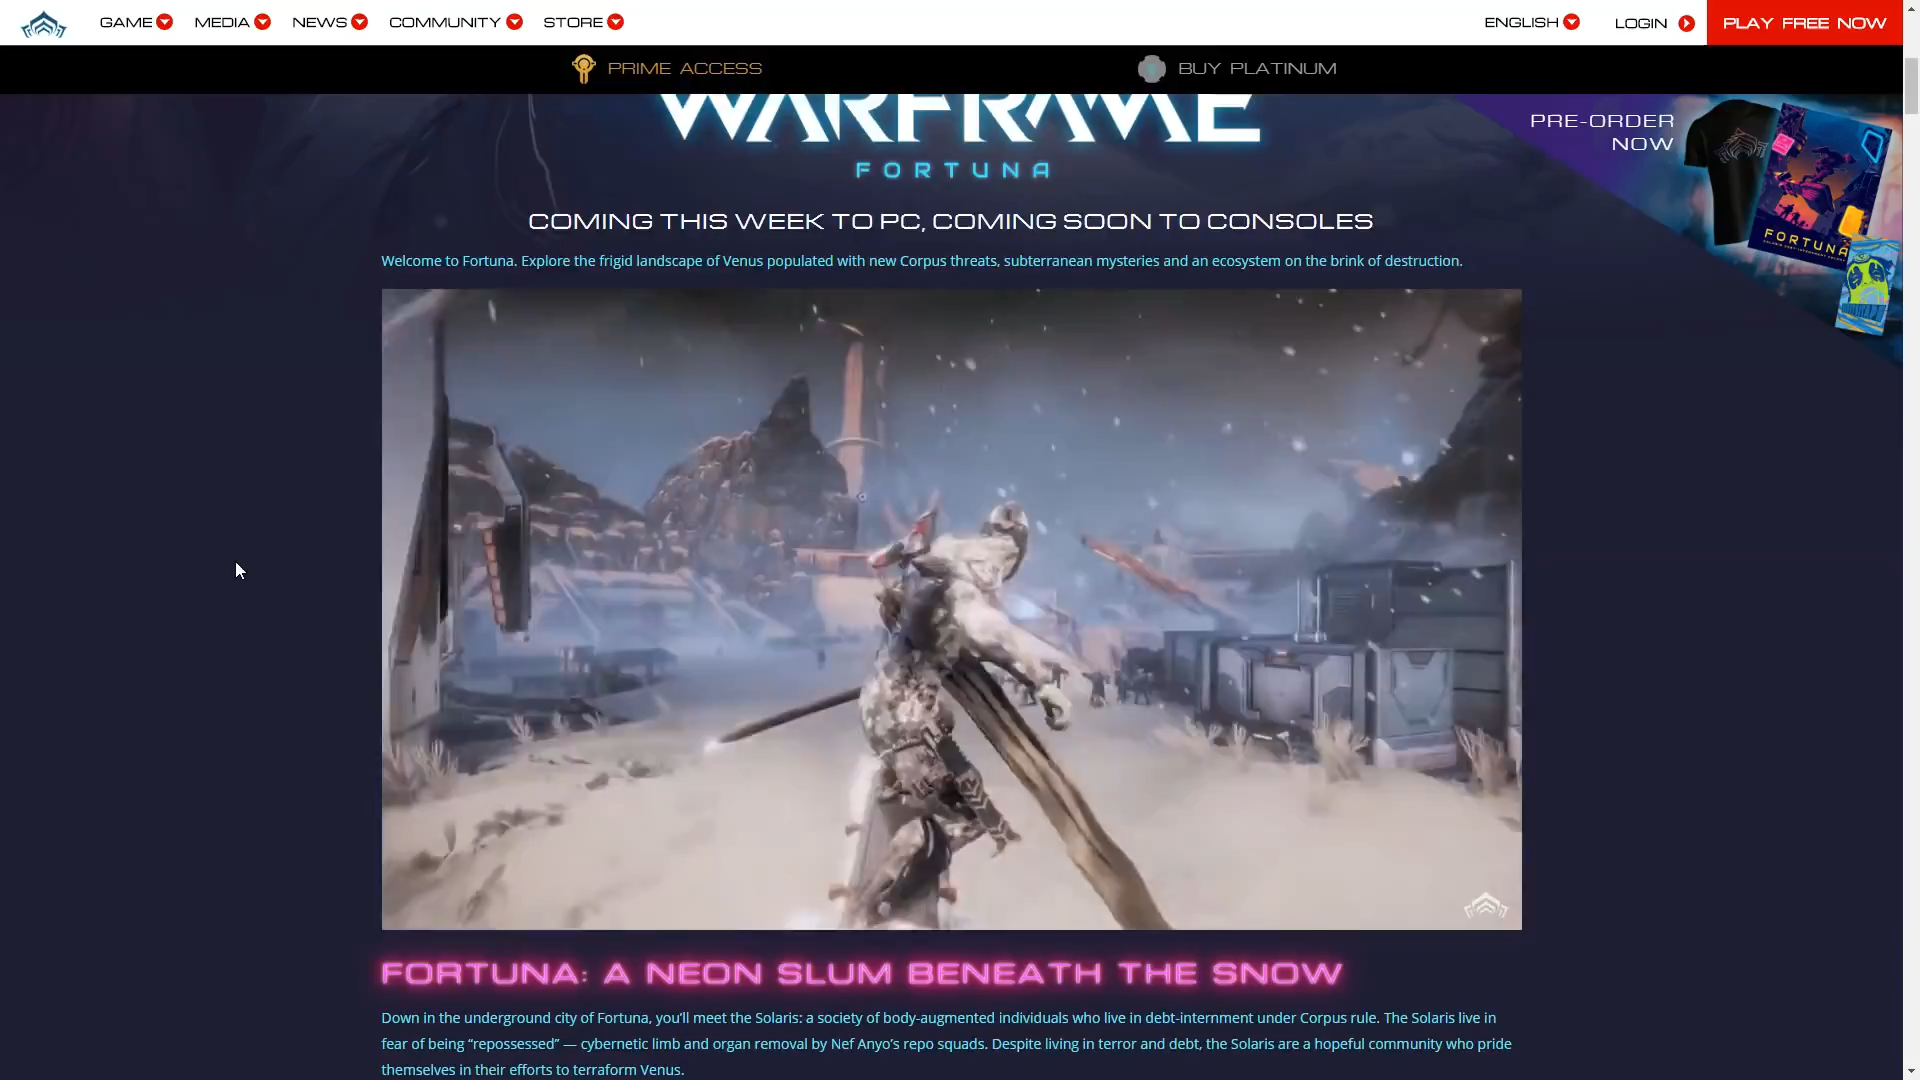 GAME MEDIA NEWS COMMUNITY STORE ENGLISH LOGIN PLAY FREE NOW
PRIME ACCESS BUY PLATINUM
WARFRAME
FORTUNA
PRE-ORDER
NOW
FORTUNA
COMING THIS WEEK TO PC, COMING SOON TO CONSOLES
Welcome to Fortuna. Explore the frigid landscape of Venus populated with new Corpus threats, subterranean mysteries and an ecosystem on the brink of destruction.
FORTUNA: A NEON SLUM BENEATH THE SNOW
Down in the underground city of Fortuna, you’ll meet the Solaris: a society of body-augmented individuals who live in debt-internment under Corpus rule. The Solaris live in
fear of being “repossessed” — cybernetic limb and organ removal by Nef Anyo’s repo squads. Despite living in terror and debt, the Solaris are a hopeful community who pride
themselves in their efforts to terraform Venus.